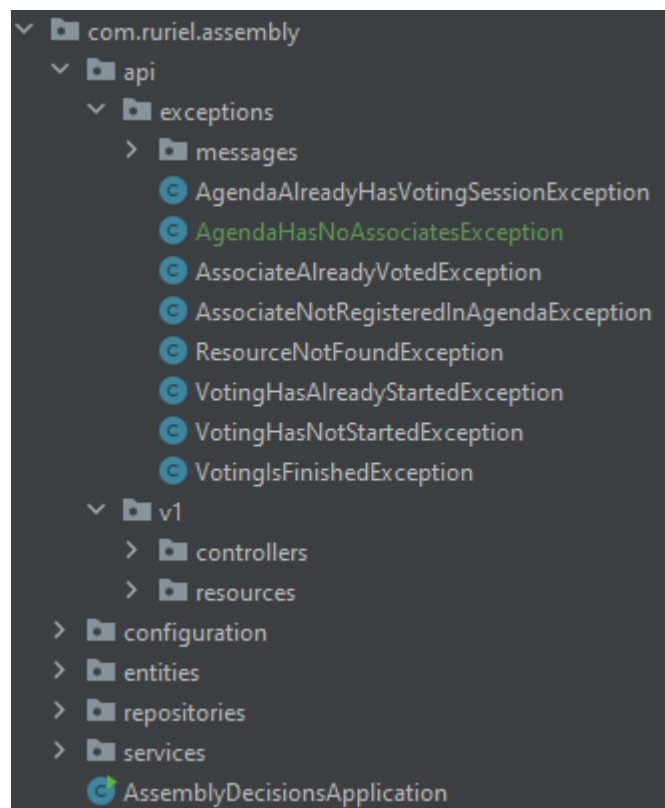 com.ruriel.assembly
api
exceptions
messages
AgendaAlreadyHasVotingSessionException
AgendaHasNoAssociatesException
AssociateAlreadyVotedException
AssociateNotRegisteredInAgendaException
ResourceNotFoundException
VotingHasAlreadyStartedException
VotingHasNotStartedException
VotingIsFinishedException
v1
controllers
resources
configuration
entities
repositories
services
AssemblyDecisionsApplication